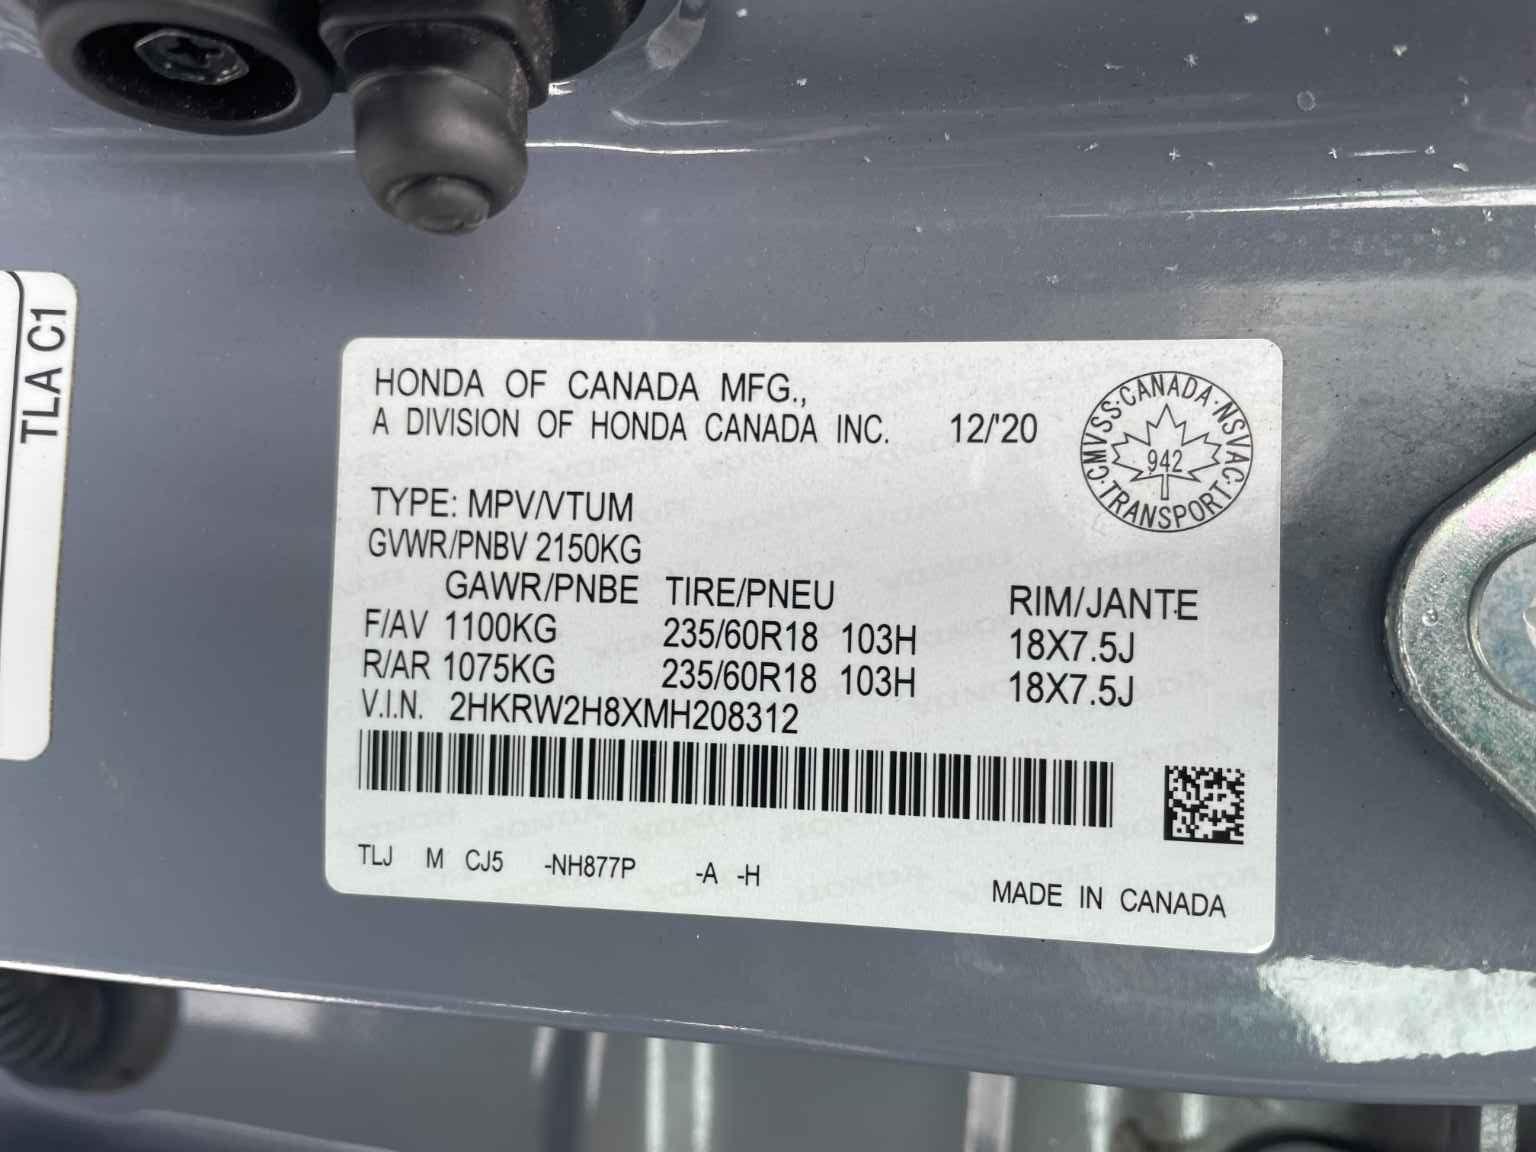 TLA C1
HONDA OF CANADA MFG.,
A DIVISION OF HONDA CANADA INC. 12/'20
CMVSS·CANADA·NSVAC·TRANSPORT·
942
TYPE: MPV/VTUM
GVWR/PNBV 2150KG
GAWR/PNBE TIRE/PNEU RIM/JANTE
F/AV 1100KG 235/60R18 103H 18X7.5J
R/AR 1075KG 235/60R18 103H 18X7.5J
V.I.N. 2HKRW2H8XMH208312
TLJ M CJ5 -NH877P -A -H
MADE IN CANADA